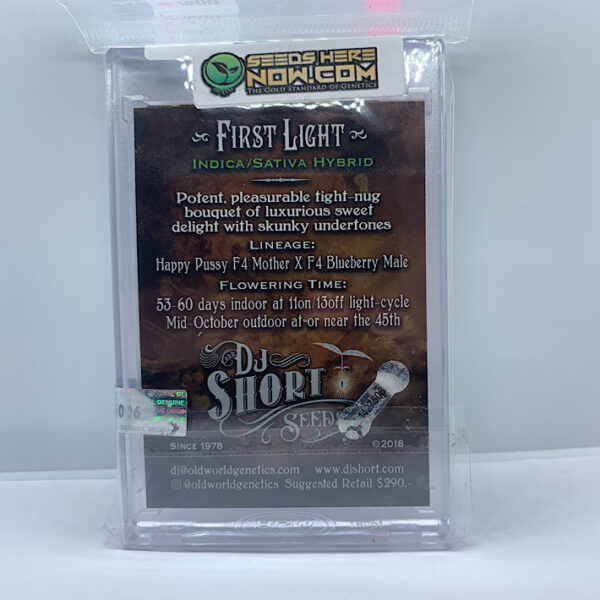 SEEDS HERE
NOW.COM
THE GOLD STANDARD OF GENETICS
FIRST LIGHT
INDICA/SATIVA HYBRID
Potent, pleasurable tight-nug
bouquet of luxurious sweet
delight with skunky undertones
LINEAGE:
Happy Pussy F4 Mother X F4 Blueberry Male
FLOWERING TIME:
53-60 days indoor at 11on/13off light-cycle
Mid-October outdoor at or near the 45th
DJ
SHORT
SEED
SINCE 1978 ©2018
dj@oldworldgenetics.com www.djshort.com
@oldworldgenetics Suggested Retail $290.-